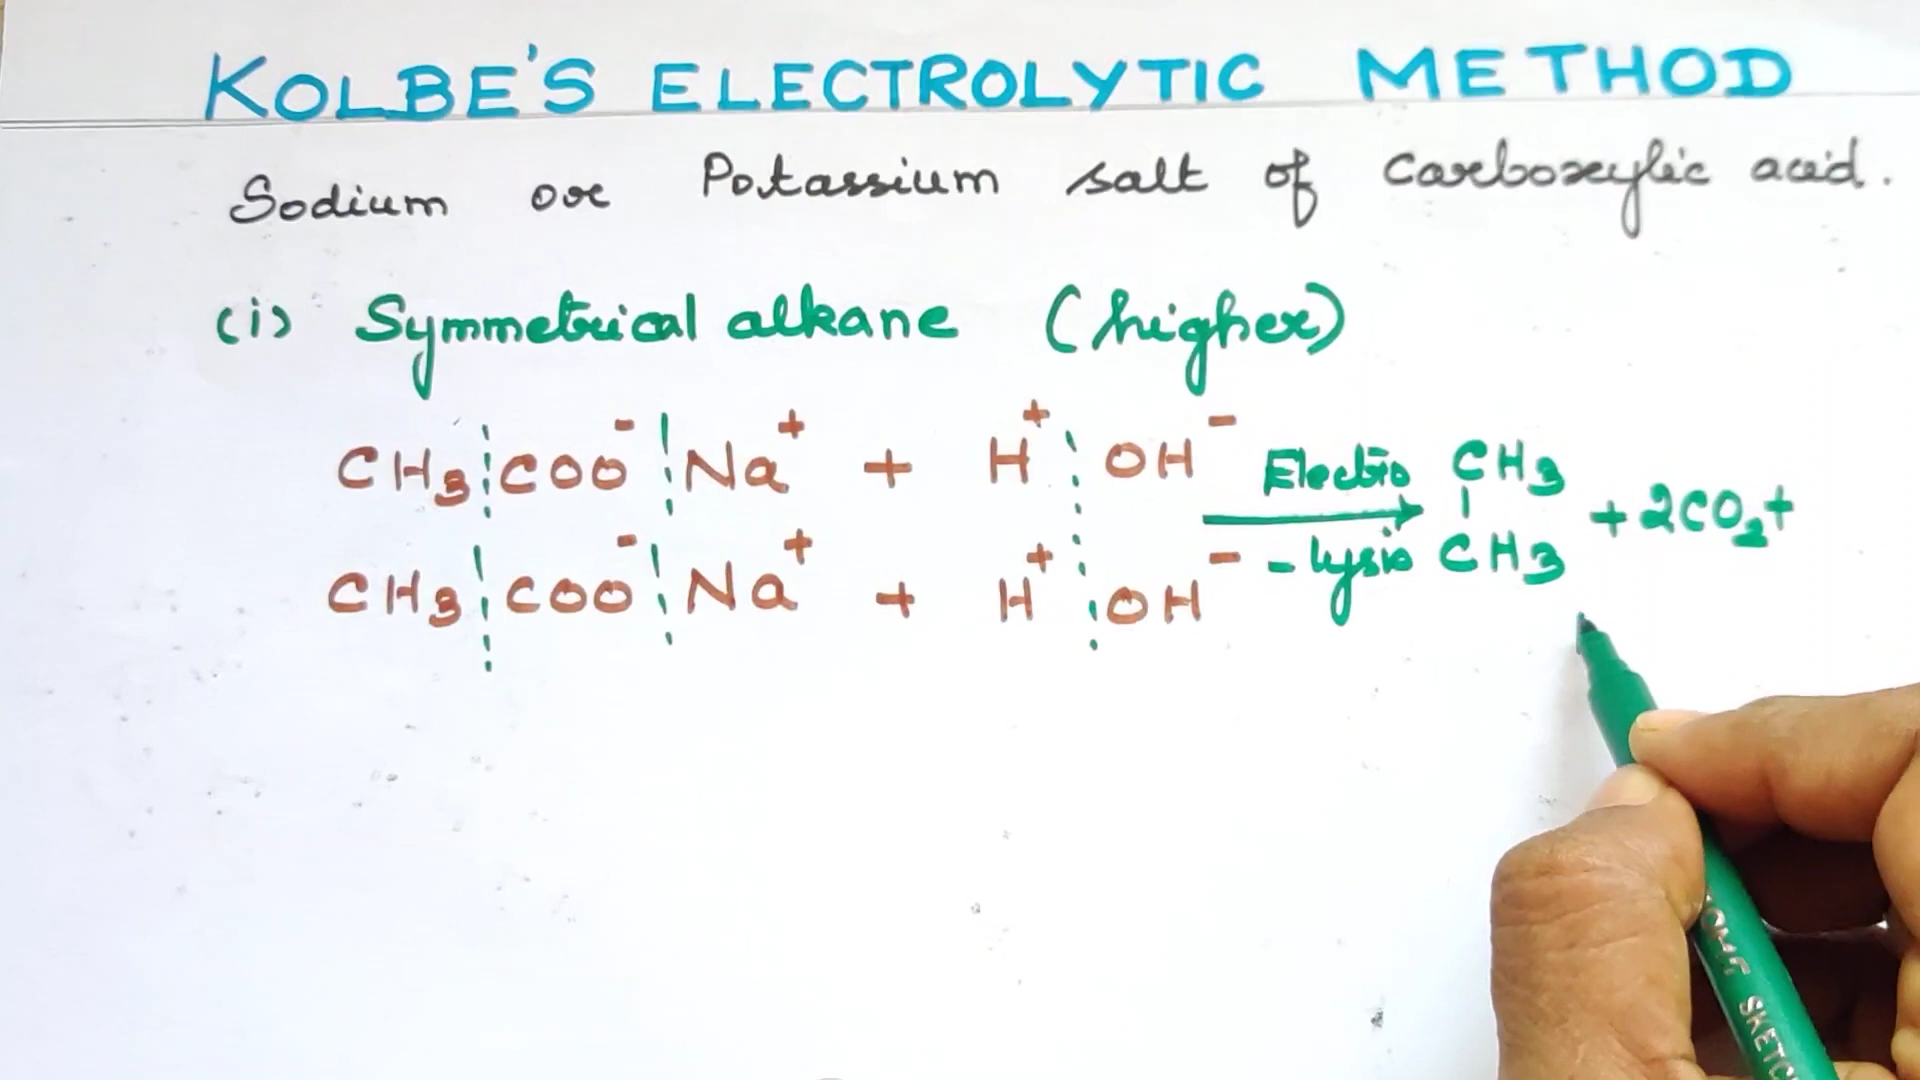 KOLBE'S ELECTROLYTIC METHOD
Sodium or Potassium salt of Carboxylic acid.
(i) Symmetrical alkane (higher)
CH₃ COO⁻ Na⁺ + H⁺ OH⁻
CH₃ COO⁻ Na⁺ + H⁺ OH⁻
Electro
-lysis
CH₃
CH₃
+ 2CO₂ +
SKETC